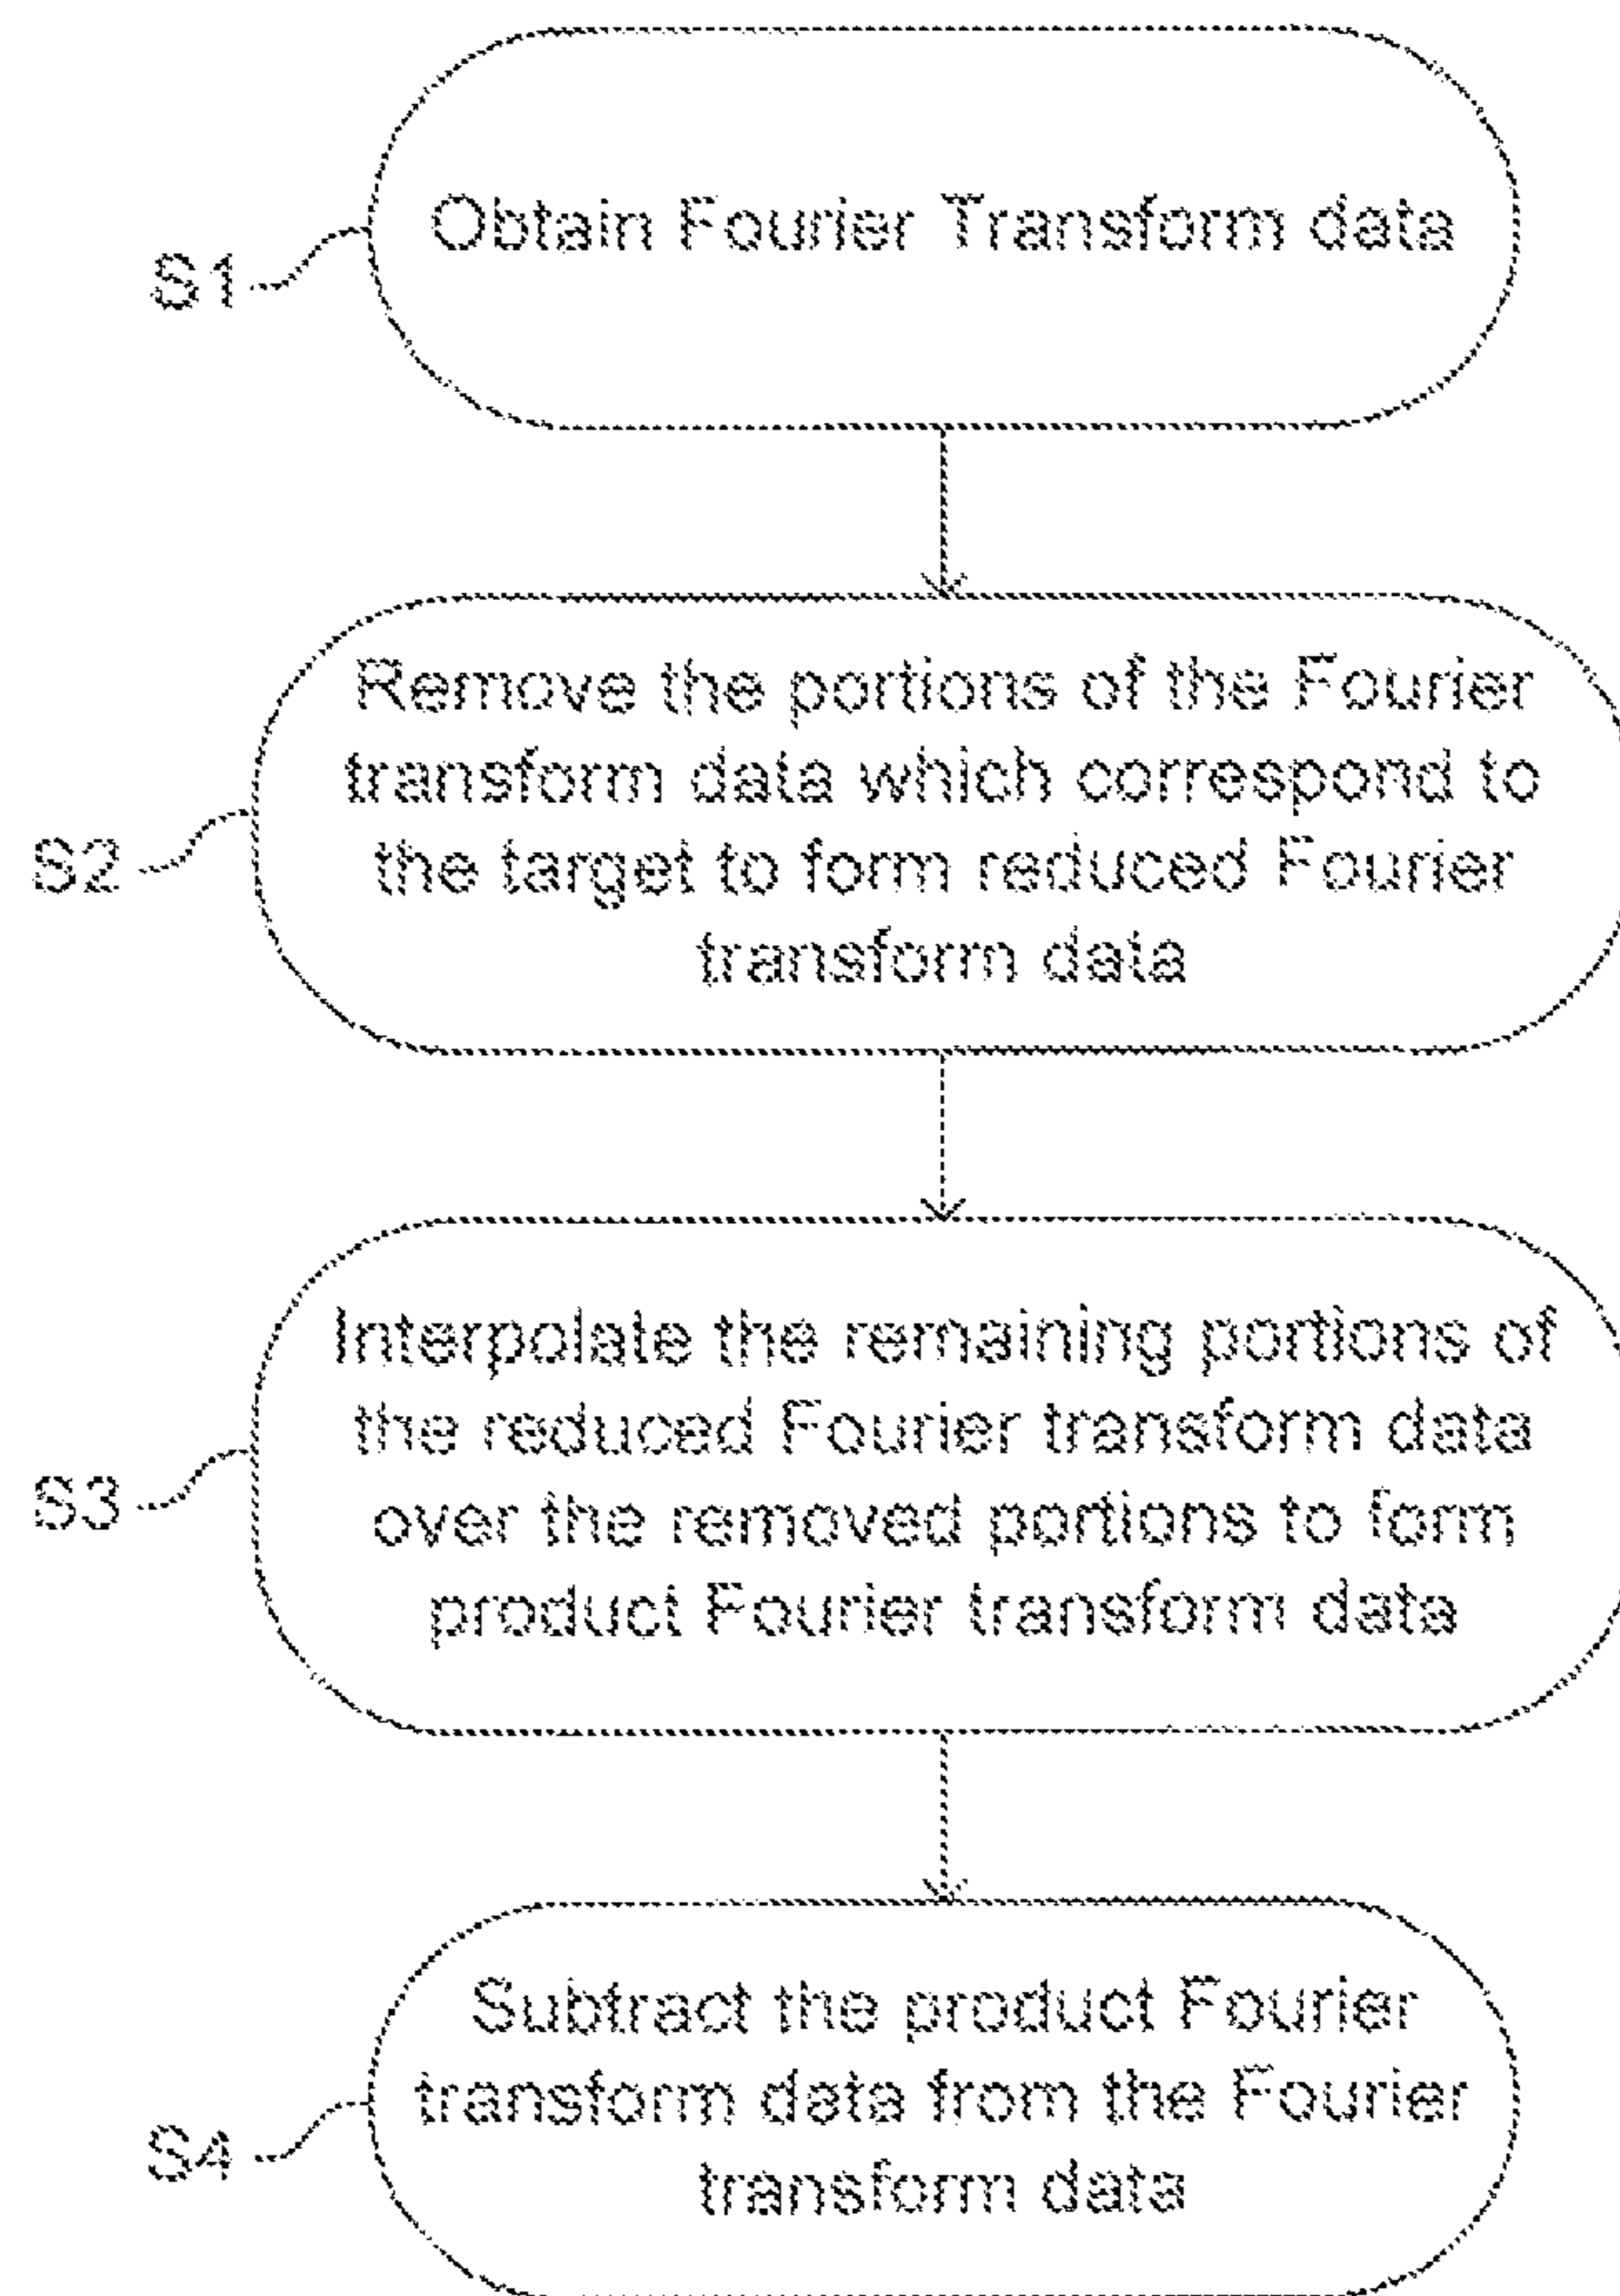 Obtain Fourier Transform data
S1
Remove the portions of the Fourier
transform data which correspond to
the target to form reduced Fourier
transform data
S2
Interpolate the remaining portions of
the reduced Fourier transform data
over the removed portions to form
product Fourier transform data
S3
Subtract the product Fourier
transform data from the Fourier
transform data
S4